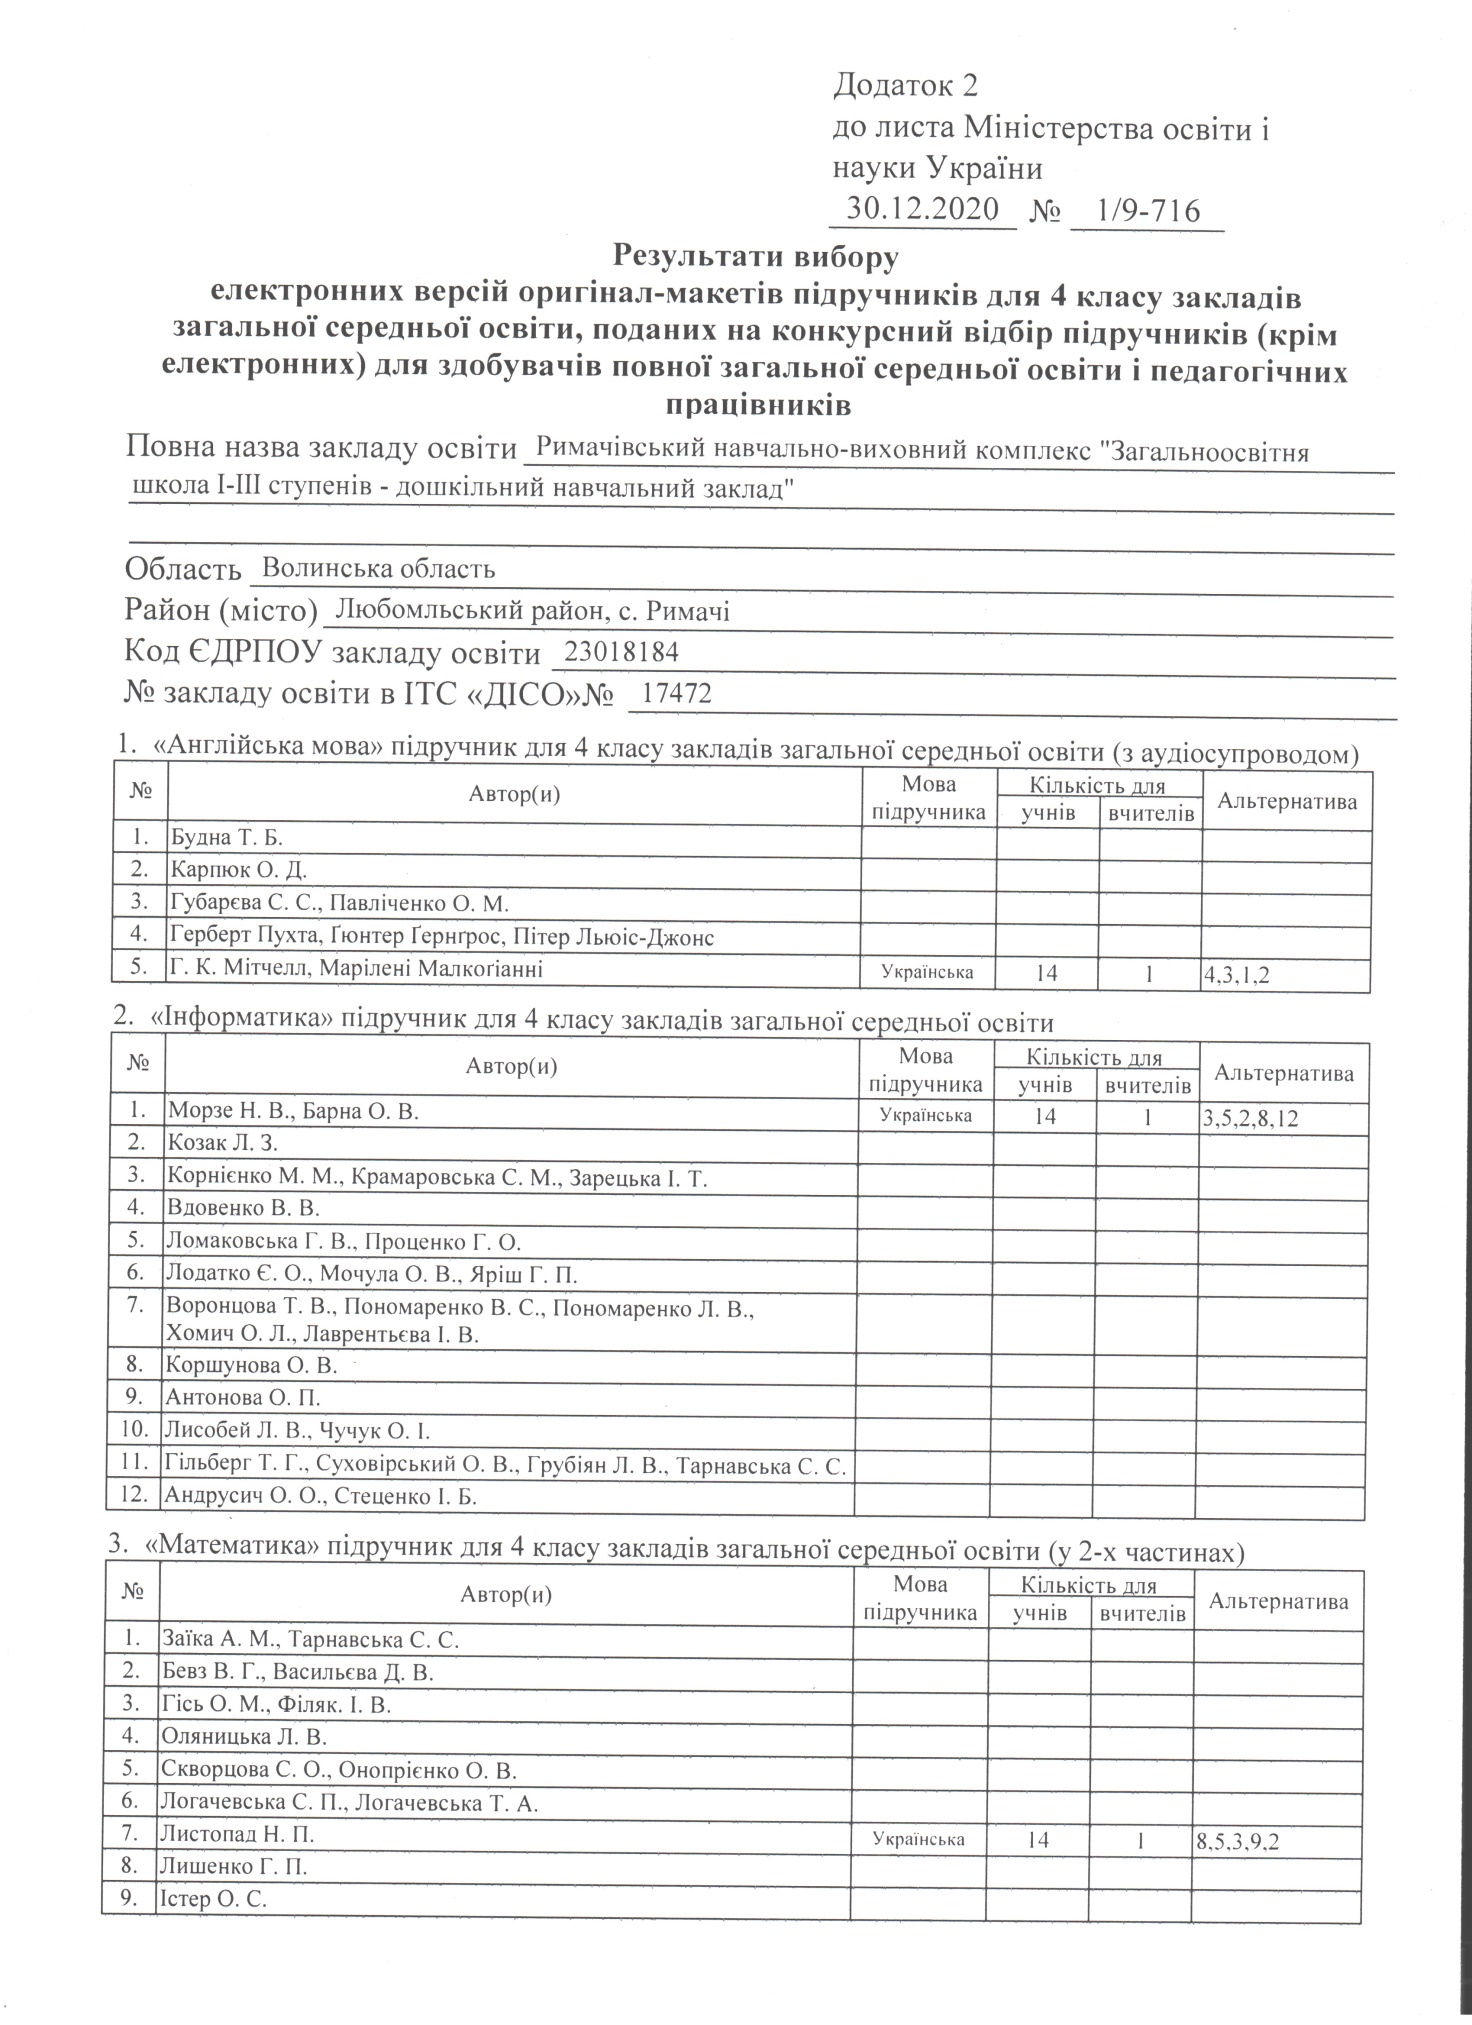 Додаток 2
до листа Міністерства освіти і
науки України
30.12.2020 № 1/9-716
Результати вибору
електронних версій оригінал-макетів підручників для 4 класу закладів
загальної середньої освіти, поданих на конкурсний відбір підручників (крім
електронних) для здобувачів повної загальної середньої освіти і педагогічних
працівників
Повна назва закладу освіти Римачівський навчально-виховний комплекс "Загальноосвітня
школа І-ІІІ ступенів - дошкільний навчальний заклад"
Область Волинська область
Район (місто) Любомльський район, с. Римачі
Код ЄДРПОУ закладу освіти 23018184
№ закладу освіти в ІТС «ДІСО»№ 17472
1. «Англійська мова» підручник для 4 класу закладів загальної середньої освіти (з аудіосупроводом)
№ Автор(и) Мова підручника Кількість для учнів вчителів Альтернатива
1. Будна Т. Б.
2. Карпюк О. Д.
3. Губарєва С. С., Павліченко О. М.
4. Герберт Пухта, Ґюнтер Ґернґрос, Пітер Льюіс-Джонс
5. Г. К. Мітчелл, Марілені Малкоґіанні Українська 14 1 4,3,1,2
2. «Інформатика» підручник для 4 класу закладів загальної середньої освіти
№ Автор(и) Мова підручника Кількість для учнів вчителів Альтернатива
1. Морзе Н. В., Барна О. В. Українська 14 1 3,5,2,8,12
2. Козак Л. З.
3. Корнієнко М. М., Крамаровська С. М., Зарецька І. Т.
4. Вдовенко В. В.
5. Ломаковська Г. В., Проценко Г. О.
6. Лодатко Є. О., Мочула О. В., Яріш Г. П.
7. Воронцова Т. В., Пономаренко В. С., Пономаренко Л. В.,
Хомич О. Л., Лаврентьєва І. В.
8. Коршунова О. В.
9. Антонова О. П.
10. Лисобей Л. В., Чучук О. І.
11. Гільберг Т. Г., Суховірський О. В., Грубіян Л. В., Тарнавська С. С.
12. Андрусич О. О., Стеценко І. Б.
3. «Математика» підручник для 4 класу закладів загальної середньої освіти (у 2-х частинах)
№ Автор(и) Мова підручника Кількість для учнів вчителів Альтернатива
1. Заїка А. М., Тарнавська С. С.
2. Бевз В. Г., Васильєва Д. В.
3. Гісь О. М., Філяк. І. В.
4. Оляницька Л. В.
5. Скворцова С. О., Онопрієнко О. В.
6. Логачевська С. П., Логачевська Т. А.
7. Листопад Н. П. Українська 14 1 8,5,3,9,2
8. Лишенко Г. П.
9. Істер О. С.